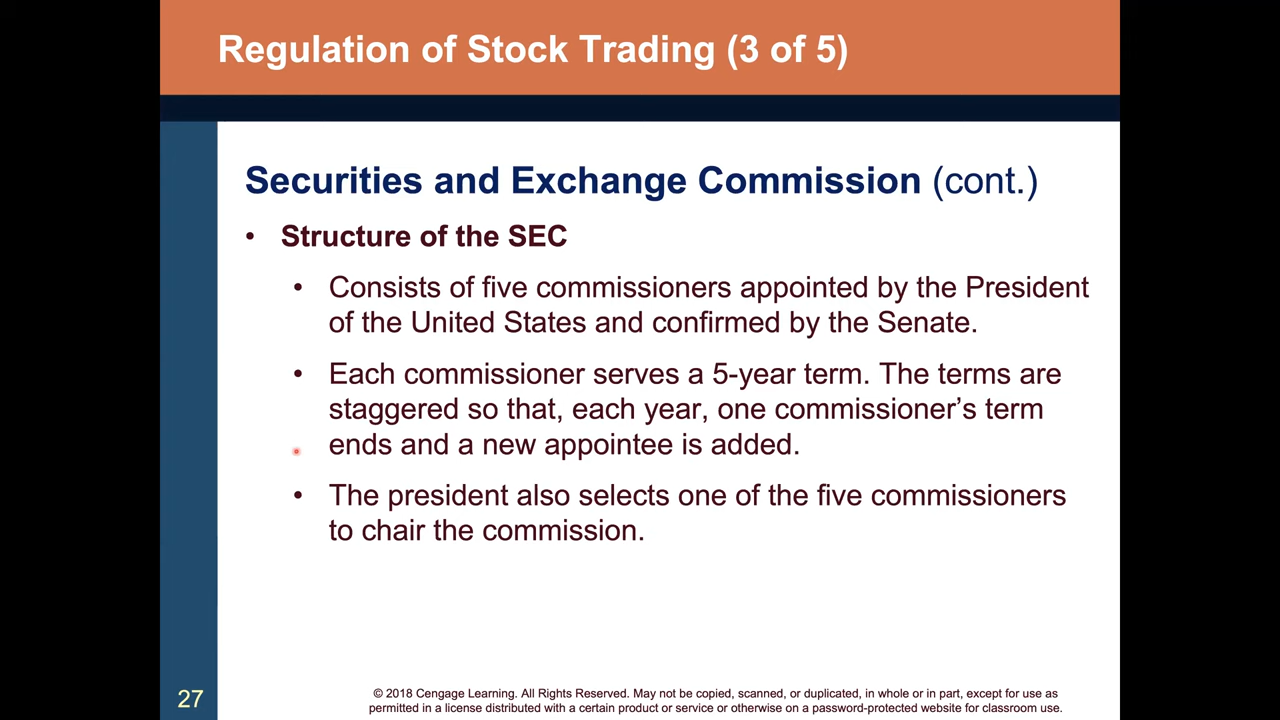 Regulation of Stock Trading (3 of 5)
Securities and Exchange Commission (cont.)
• Structure of the SEC
• Consists of five commissioners appointed by the President
of the United States and confirmed by the Senate.
• Each commissioner serves a 5-year term. The terms are
staggered so that, each year, one commissioner’s term
ends and a new appointee is added.
• The president also selects one of the five commissioners
to chair the commission.
27
© 2018 Cengage Learning. All Rights Reserved. May not be copied, scanned, or duplicated, in whole or in part, except for use as
permitted in a license distributed with a certain product or service or otherwise on a password-protected website for classroom use.